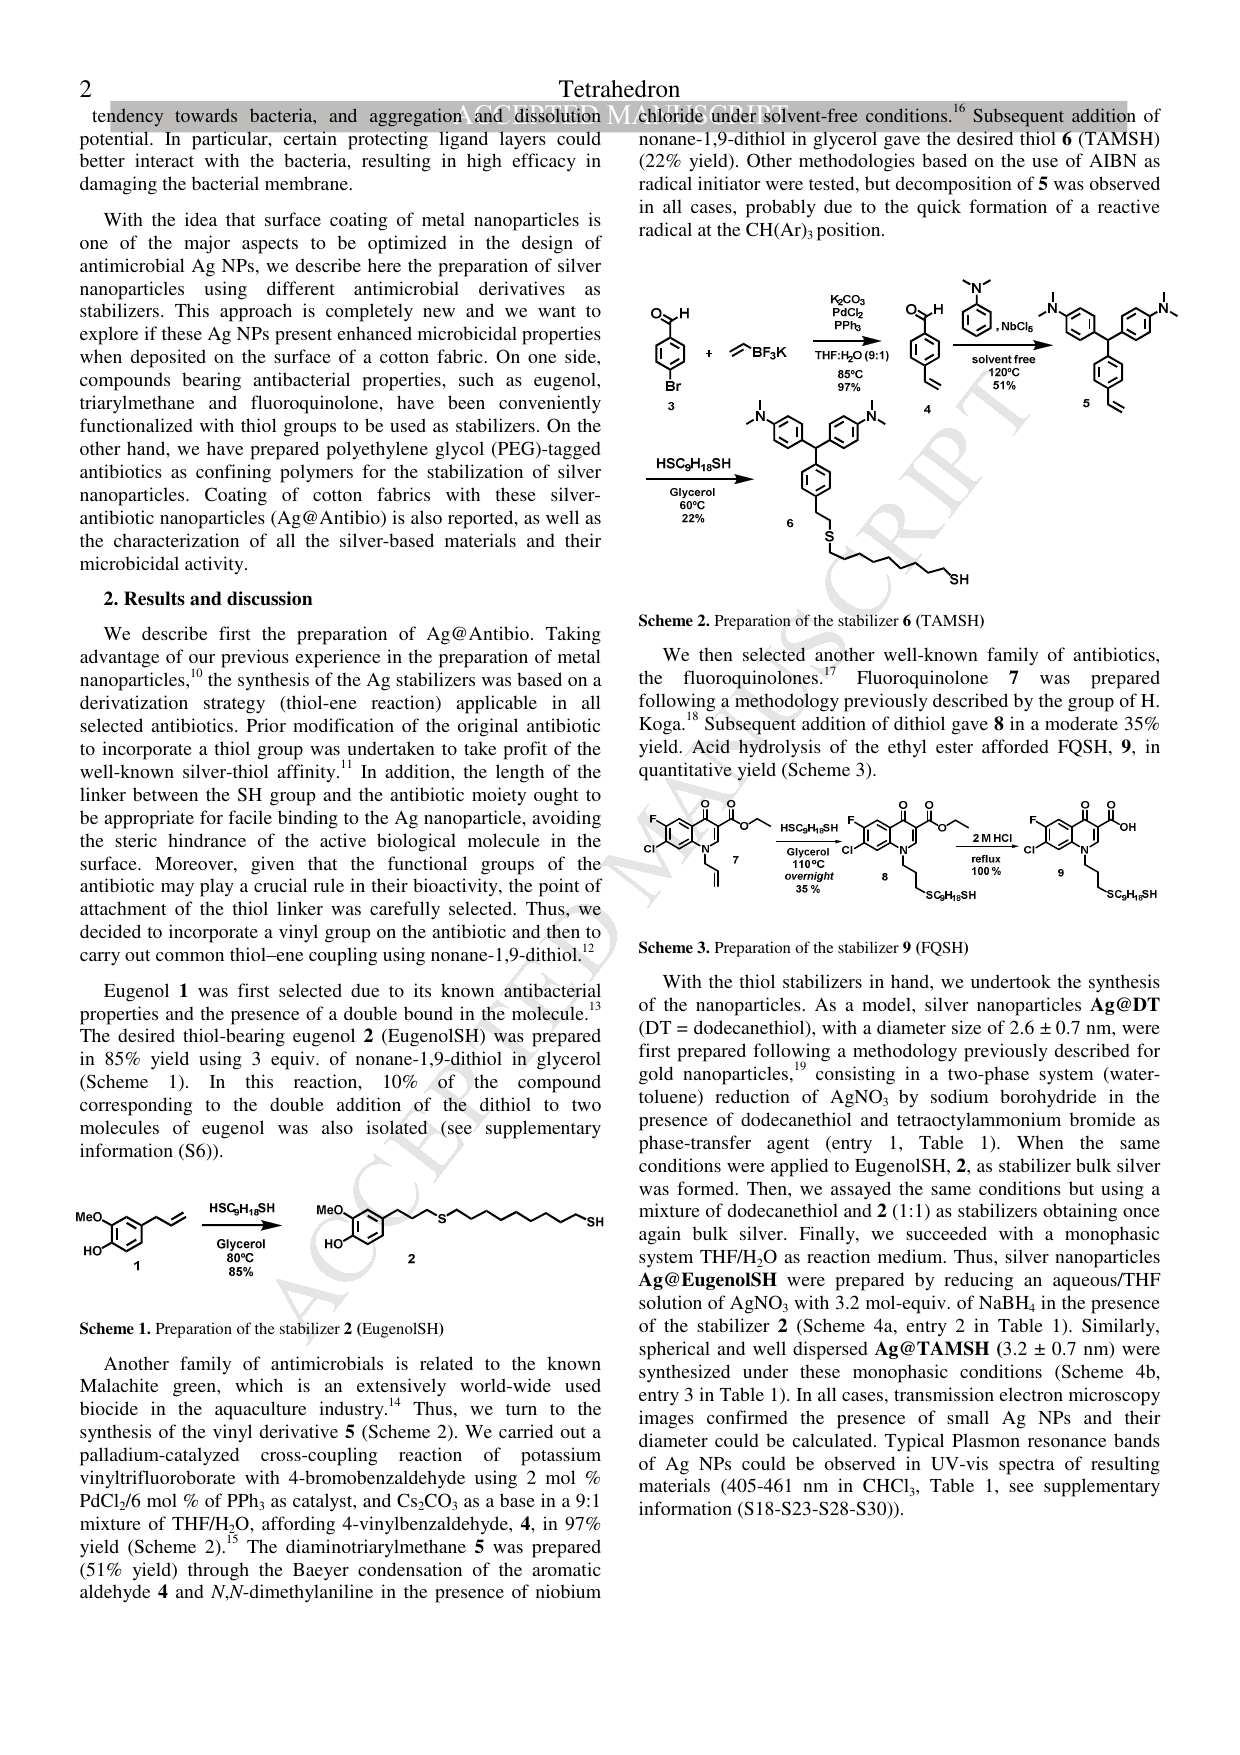 2
Tetrahedron
ACCEPTED MANUSCRIPT
tendency towards bacteria, and aggregation and dissolution
potential. In particular, certain protecting ligand layers could
better interact with the bacteria, resulting in high efficacy in
damaging the bacterial membrane.
With the idea that surface coating of metal nanoparticles is
one of the major aspects to be optimized in the design of
antimicrobial Ag NPs, we describe here the preparation of silver
nanoparticles using different antimicrobial derivatives as
stabilizers. This approach is completely new and we want to
explore if these Ag NPs present enhanced microbicidal properties
when deposited on the surface of a cotton fabric. On one side,
compounds bearing antibacterial properties, such as eugenol,
triarylmethane and fluoroquinolone, have been conveniently
functionalized with thiol groups to be used as stabilizers. On the
other hand, we have prepared polyethylene glycol (PEG)-tagged
antibiotics as confining polymers for the stabilization of silver
nanoparticles. Coating of cotton fabrics with these silver-
antibiotic nanoparticles (Ag@Antibio) is also reported, as well as
the characterization of all the silver-based materials and their
microbicidal activity.
2. Results and discussion
We describe first the preparation of Ag@Antibio. Taking
advantage of our previous experience in the preparation of metal
nanoparticles,10 the synthesis of the Ag stabilizers was based on a
derivatization strategy (thiol-ene reaction) applicable in all
selected antibiotics. Prior modification of the original antibiotic
to incorporate a thiol group was undertaken to take profit of the
well-known silver-thiol affinity.11 In addition, the length of the
linker between the SH group and the antibiotic moiety ought to
be appropriate for facile binding to the Ag nanoparticle, avoiding
the steric hindrance of the active biological molecule in the
surface. Moreover, given that the functional groups of the
antibiotic may play a crucial rule in their bioactivity, the point of
attachment of the thiol linker was carefully selected. Thus, we
decided to incorporate a vinyl group on the antibiotic and then to
carry out common thiol–ene coupling using nonane-1,9-dithiol.12
Eugenol 1 was first selected due to its known antibacterial
properties and the presence of a double bound in the molecule.13
The desired thiol-bearing eugenol 2 (EugenolSH) was prepared
in 85% yield using 3 equiv. of nonane-1,9-dithiol in glycerol
(Scheme 1). In this reaction, 10% of the compound
corresponding to the double addition of the dithiol to two
molecules of eugenol was also isolated (see supplementary
information (S6)).
MeO
HO
1
HSC9H18SH
Glycerol
80ºC
85%
MeO
HO
S
SH
2
Scheme 1. Preparation of the stabilizer 2 (EugenolSH)
Another family of antimicrobials is related to the known
Malachite green, which is an extensively world-wide used
biocide in the aquaculture industry.14 Thus, we turn to the
synthesis of the vinyl derivative 5 (Scheme 2). We carried out a
palladium-catalyzed cross-coupling reaction of potassium
vinyltrifluoroborate with 4-bromobenzaldehyde using 2 mol %
PdCl2/6 mol % of PPh3 as catalyst, and Cs2CO3 as a base in a 9:1
mixture of THF/H2O, affording 4-vinylbenzaldehyde, 4, in 97%
yield (Scheme 2).15 The diaminotriarylmethane 5 was prepared
(51% yield) through the Baeyer condensation of the aromatic
aldehyde 4 and N,N-dimethylaniline in the presence of niobium
chloride under solvent-free conditions.16 Subsequent addition of
nonane-1,9-dithiol in glycerol gave the desired thiol 6 (TAMSH)
(22% yield). Other methodologies based on the use of AIBN as
radical initiator were tested, but decomposition of 5 was observed
in all cases, probably due to the quick formation of a reactive
radical at the CH(Ar)3 position.
O H
Br
3
+
BF3K
K2CO3
PdCl2
PPh3
THF:H2O (9:1)
85ºC
97%
O H
4
N
, NbCl5
solvent free
120ºC
51%
N N
5
HSC9H18SH
Glycerol
60ºC
22%
N N
6
S
SH
Scheme 2. Preparation of the stabilizer 6 (TAMSH)
We then selected another well-known family of antibiotics,
the fluoroquinolones.17 Fluoroquinolone 7 was prepared
following a methodology previously described by the group of H.
Koga.18 Subsequent addition of dithiol gave 8 in a moderate 35%
yield. Acid hydrolysis of the ethyl ester afforded FQSH, 9, in
quantitative yield (Scheme 3).
F Cl O O O N
7
HSC9H18SH
Glycerol
110ºC
overnight
35 %
F Cl O O O N
8
SC9H18SH
2 M HCl
reflux
100 %
F Cl O O OH N
9
SC9H18SH
Scheme 3. Preparation of the stabilizer 9 (FQSH)
With the thiol stabilizers in hand, we undertook the synthesis
of the nanoparticles. As a model, silver nanoparticles Ag@DT
(DT = dodecanethiol), with a diameter size of 2.6 ± 0.7 nm, were
first prepared following a methodology previously described for
gold nanoparticles,19 consisting in a two-phase system (water-
toluene) reduction of AgNO3 by sodium borohydride in the
presence of dodecanethiol and tetraoctylammonium bromide as
phase-transfer agent (entry 1, Table 1). When the same
conditions were applied to EugenolSH, 2, as stabilizer bulk silver
was formed. Then, we assayed the same conditions but using a
mixture of dodecanethiol and 2 (1:1) as stabilizers obtaining once
again bulk silver. Finally, we succeeded with a monophasic
system THF/H2O as reaction medium. Thus, silver nanoparticles
Ag@EugenolSH were prepared by reducing an aqueous/THF
solution of AgNO3 with 3.2 mol-equiv. of NaBH4 in the presence
of the stabilizer 2 (Scheme 4a, entry 2 in Table 1). Similarly,
spherical and well dispersed Ag@TAMSH (3.2 ± 0.7 nm) were
synthesized under these monophasic conditions (Scheme 4b,
entry 3 in Table 1). In all cases, transmission electron microscopy
images confirmed the presence of small Ag NPs and their
diameter could be calculated. Typical Plasmon resonance bands
of Ag NPs could be observed in UV-vis spectra of resulting
materials (405-461 nm in CHCl3, Table 1, see supplementary
information (S18-S23-S28-S30)).
ACCEPTED MANUSCRIPT